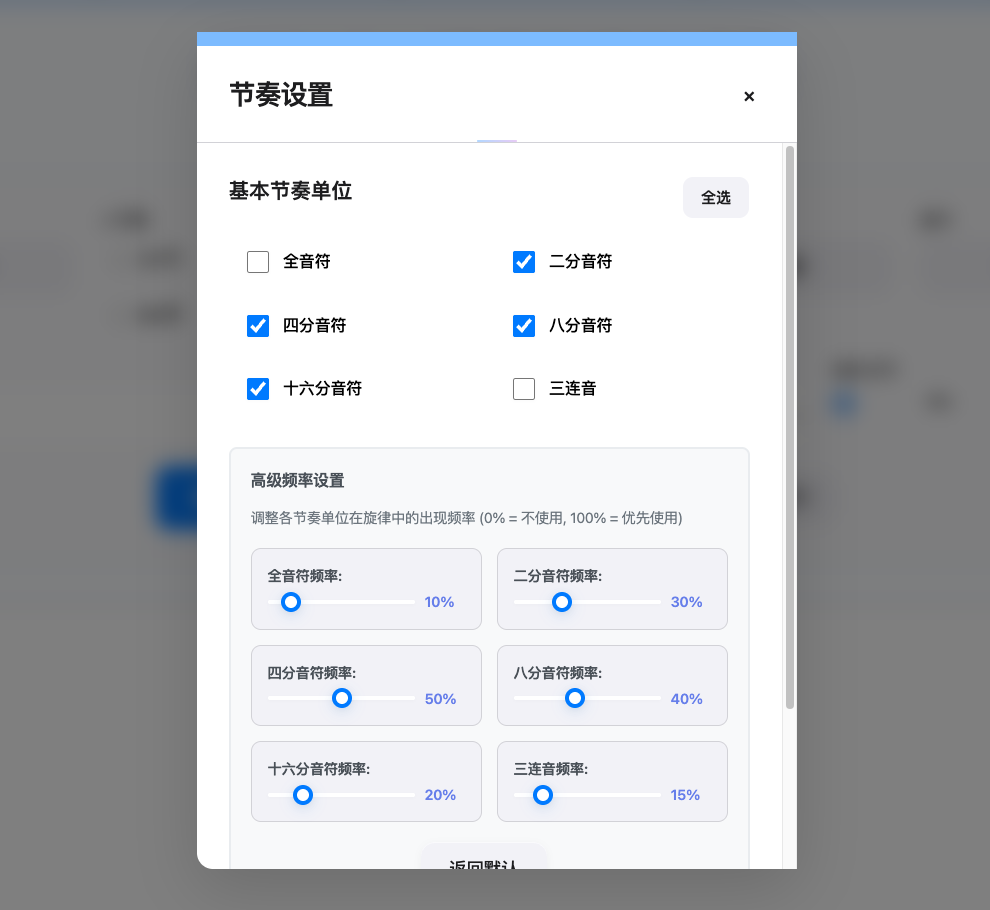 节奏设置
×
基本节奏单位
全选
全音符
二分音符
四分音符
八分音符
十六分音符
三连音
高级频率设置
调整各节奏单位在旋律中的出现频率 (0% = 不使用, 100% = 优先使用)
全音符频率:
10%
二分音符频率:
30%
四分音符频率:
50%
八分音符频率:
40%
十六分音符频率:
20%
三连音频率:
15%
返回默认